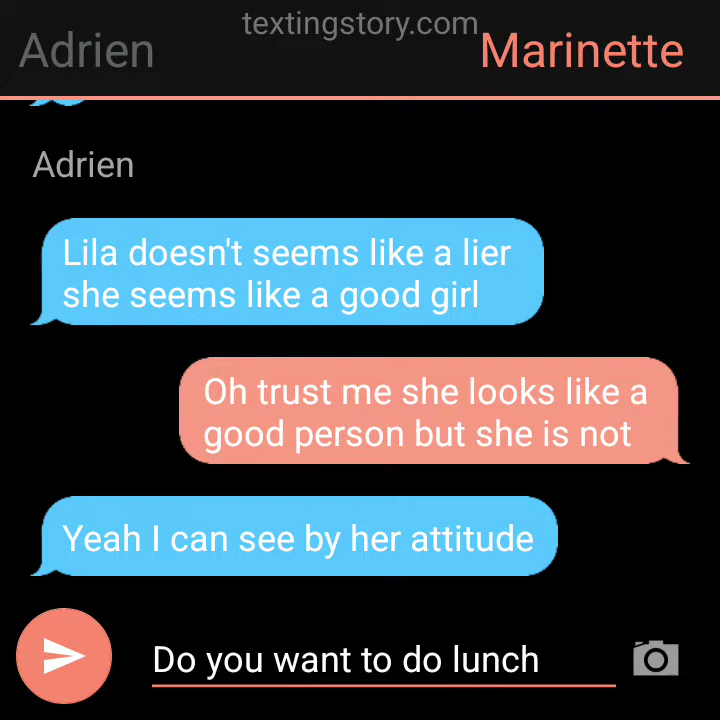 textingstory.com
Adrien
Marinette
Adrien
Lila doesn't seems like a lier
she seems like a good girl
Oh trust me she looks like a
good person but she is not
Yeah I can see by her attitude
Do you want to do lunch